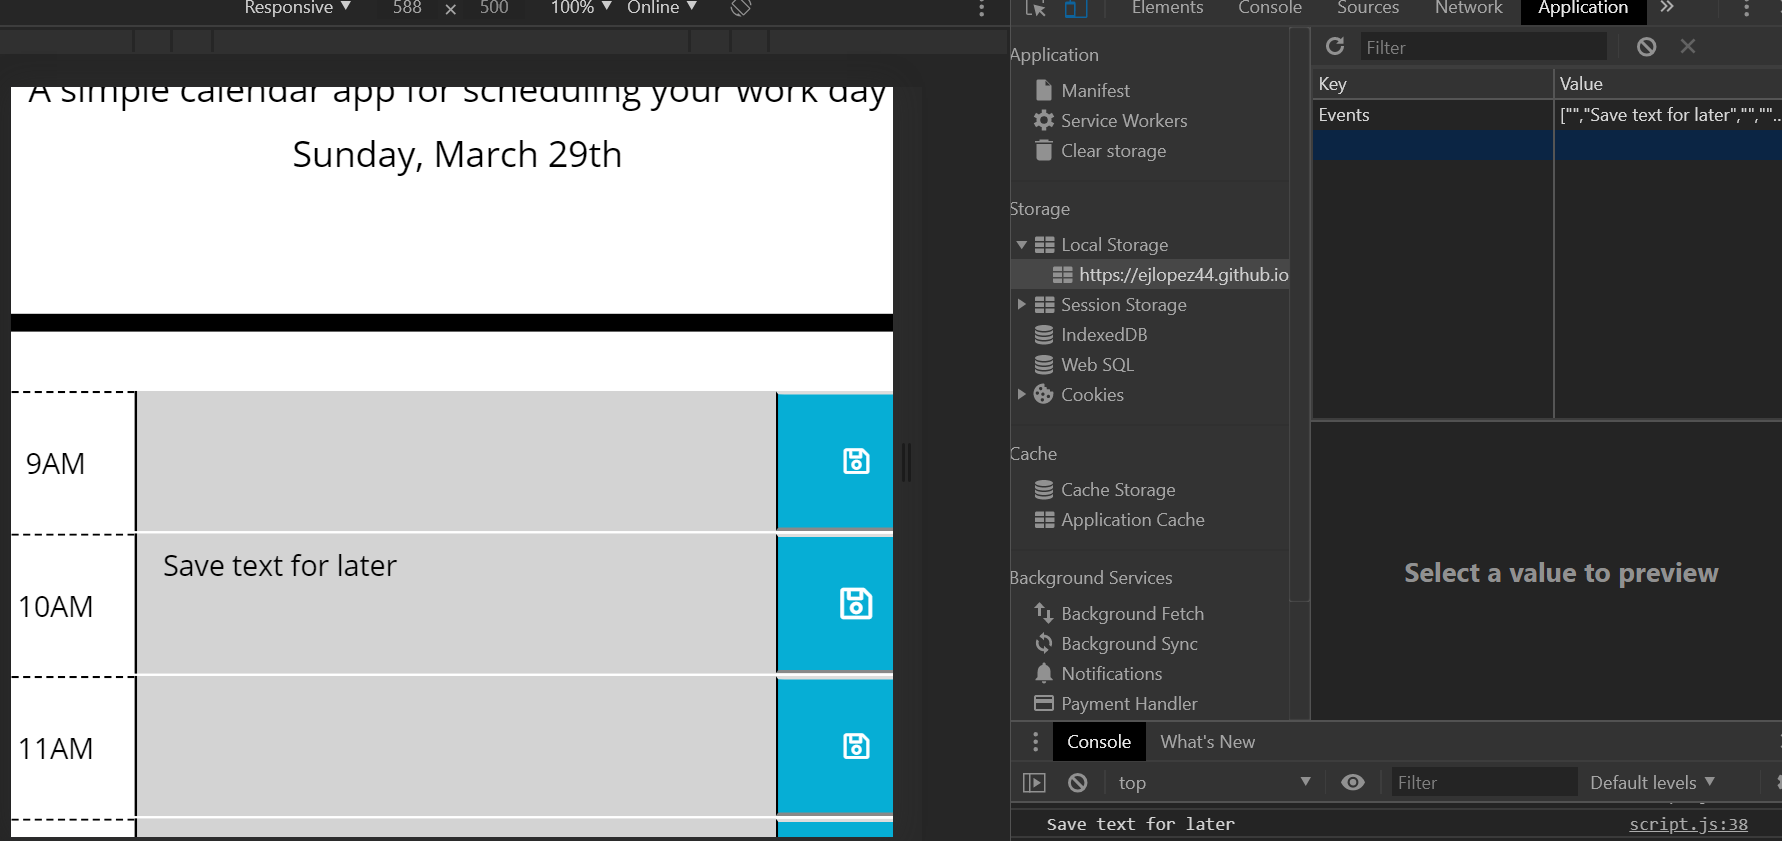 Responsive ▼ 588 × 500 100% ▼ Online ▼
A simple calendar app for scheduling your work day
Sunday, March 29th
9AM
Save text for later
10AM
11AM
Elements Console Sources Network Application »
Application
Manifest
Service Workers
Clear storage
Storage
Local Storage
https://ejlopez44.github.io
Session Storage
IndexedDB
Web SQL
Cookies
Cache
Cache Storage
Application Cache
Background Services
Background Fetch
Background Sync
Notifications
Payment Handler
Filter
Key Value
Events ["","Save text for later","",""...
Select a value to preview
Console What's New
top ▼ Filter Default levels ▼
Save text for later script.js:38